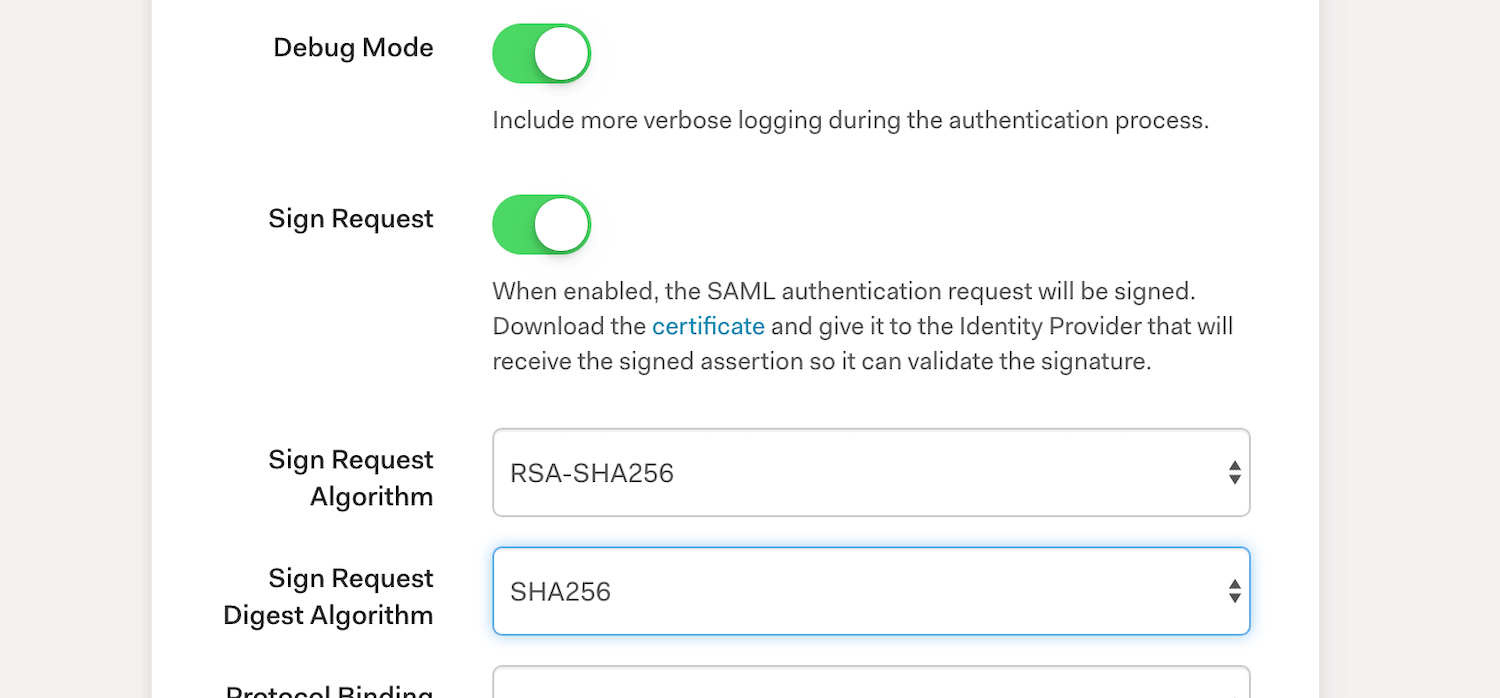 Debug Mode
Include more verbose logging during the authentication process.
Sign Request
When enabled, the SAML authentication request will be signed.
Download the certificate and give it to the Identity Provider that will
receive the signed assertion so it can validate the signature.
Sign Request
Algorithm
RSA-SHA256
Sign Request
Digest Algorithm
SHA256
Protocol Binding